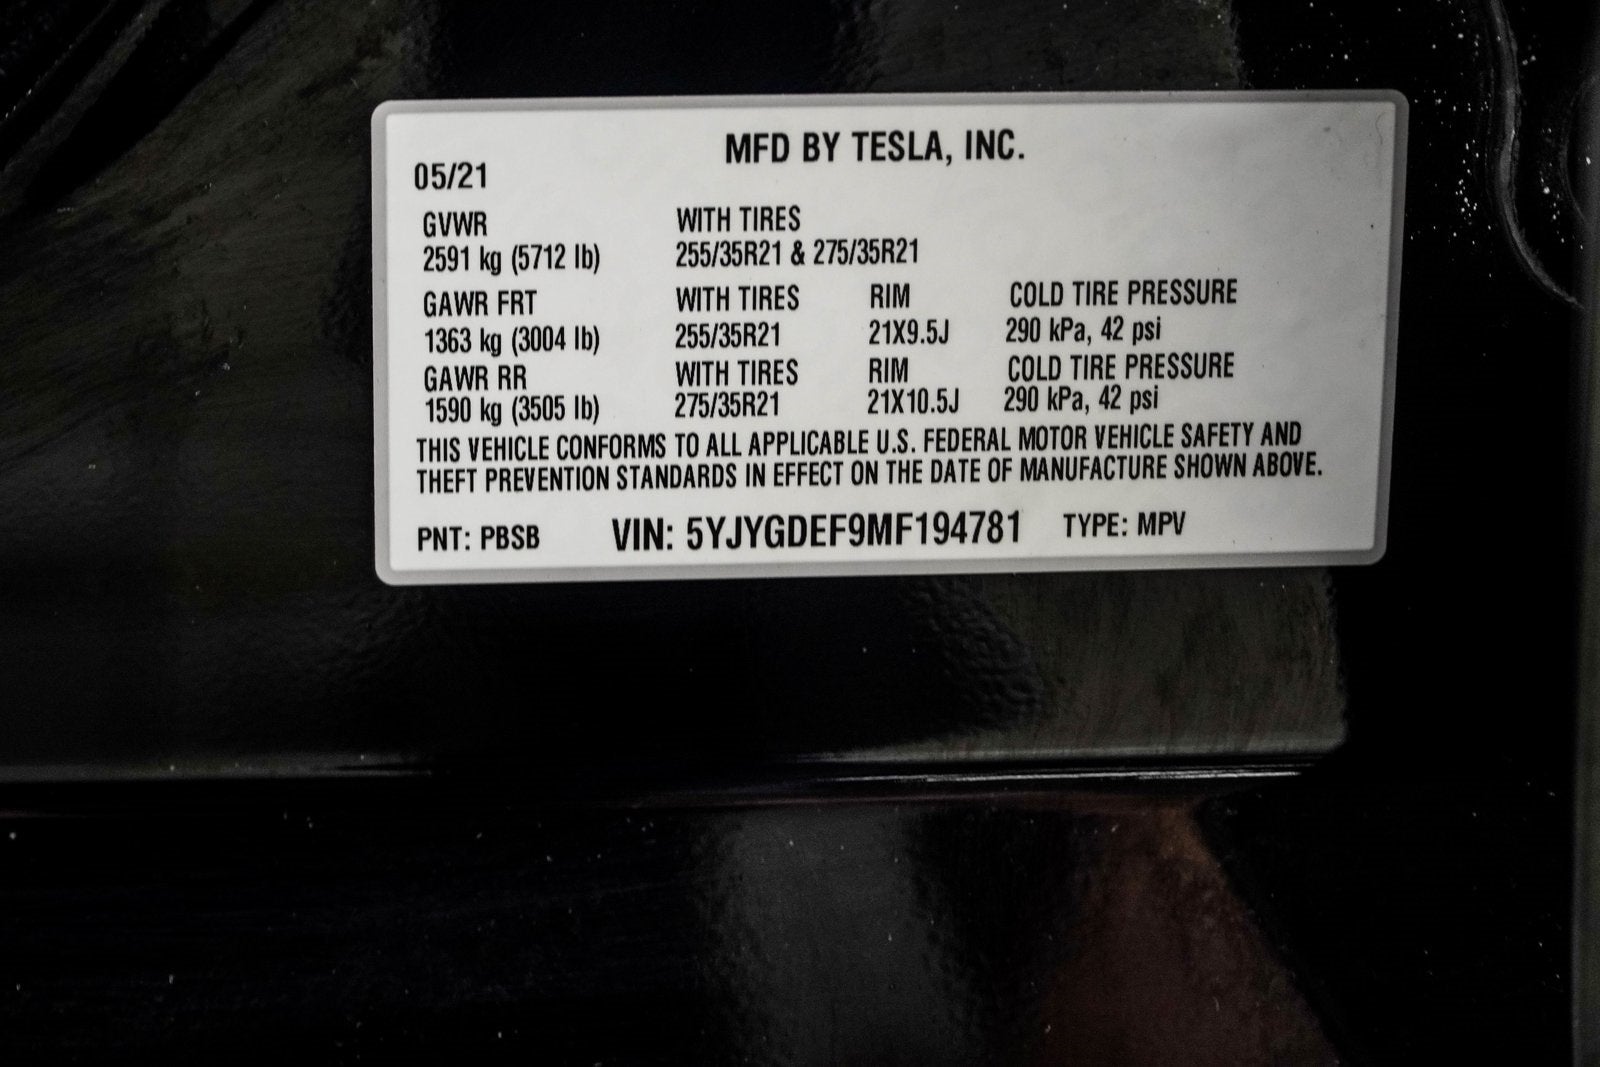 MFD BY TESLA, INC.
05/21
GVWR WITH TIRES
2591 kg (5712 lb) 255/35R21 & 275/35R21
GAWR FRT WITH TIRES RIM COLD TIRE PRESSURE
1363 kg (3004 lb) 255/35R21 21X9.5J 290 kPa, 42 psi
GAWR RR WITH TIRES RIM COLD TIRE PRESSURE
1590 kg (3505 lb) 275/35R21 21X10.5J 290 kPa, 42 psi
THIS VEHICLE CONFORMS TO ALL APPLICABLE U.S. FEDERAL MOTOR VEHICLE SAFETY AND
THEFT PREVENTION STANDARDS IN EFFECT ON THE DATE OF MANUFACTURE SHOWN ABOVE.
PNT: PBSB VIN: 5YJYGDEF9MF194781 TYPE: MPV